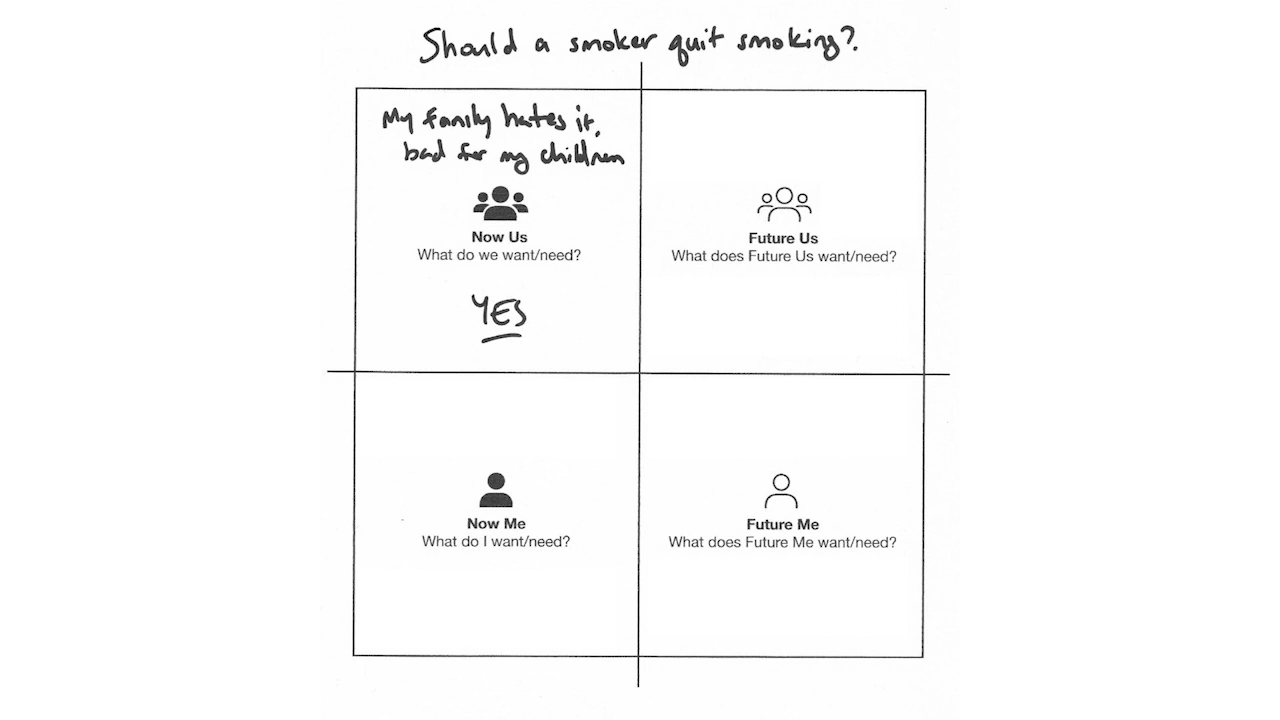 Should a smoker quit smoking?
My family hates it,
bad for my children
Now Us
What do we want/need?
YES
Future Us
What does Future Us want/need?
Now Me
What do I want/need?
Future Me
What does Future Me want/need?